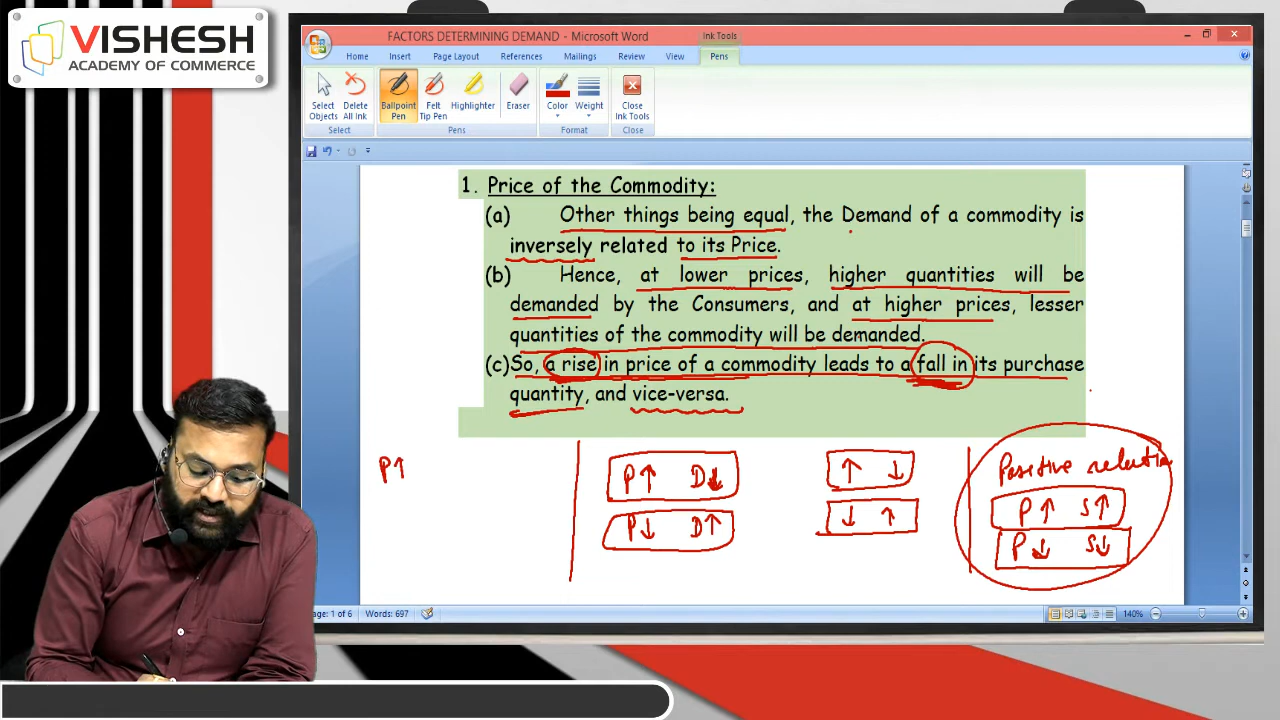 VISHESH
ACADEMY OF COMMERCE
FACTORS DETERMINING DEMAND - Microsoft Word
Ink Tools
Home Insert Page Layout References Mailings Review View Pens
Select Objects
Delete All Ink
Ballpoint Pen
Felt Tip Pen
Highlighter
Eraser
Color
Weight
Close Ink Tools
Select Pens Format Close
1. Price of the Commodity:
(a) Other things being equal, the Demand of a commodity is
inversely related to its Price.
(b) Hence, at lower prices, higher quantities will be
demanded by the Consumers, and at higher prices, lesser
quantities of the commodity will be demanded.
(c)So, a rise in price of a commodity leads to a fall in its purchase
quantity, and vice-versa.
P↑ P↑ D↓ ↑ ↓ Positive relation
P↓ D↑ ↓ ↑ P↑ S↑
P↓ S↓
age: 1 of 6 Words: 697 140%